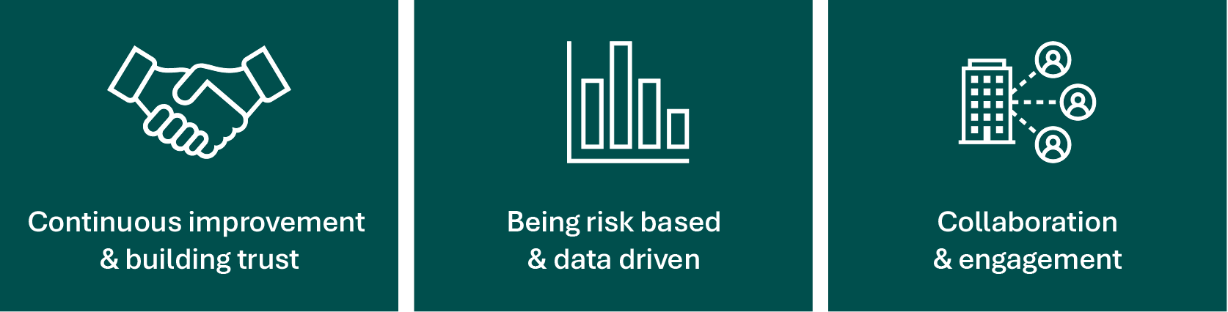 Continuous improvement
& building trust
Being risk based
& data driven
Collaboration
& engagement